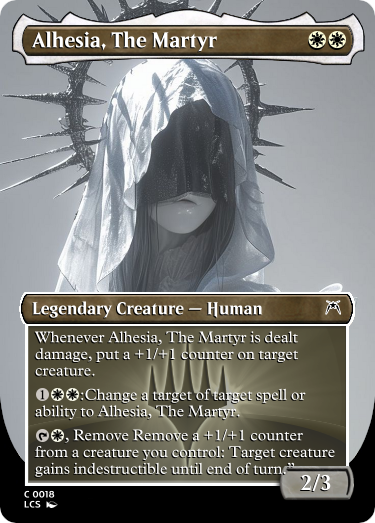 Alhesia, The Martyr
Legendary Creature — Human
Whenever Alhesia, The Martyr is dealt
damage, put a +1/+1 counter on target
creature.
1 :Change a target of target spell or
ability to Alhesia, The Martyr.
, Remove Remove a +1/+1 counter
from a creature you control: Target creature
gains indestructible until end of turn.
2/3
C 0018
LCS